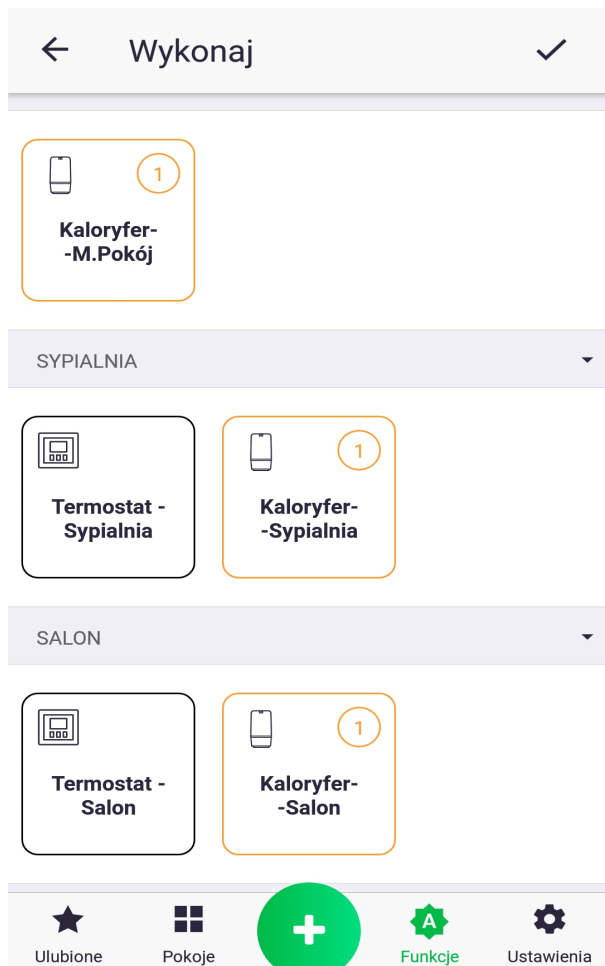 Wykonaj
1
Kaloryfer-
-M.Pokój
SYPIALNIA
1
Termostat -
Sypialnia
Kaloryfer-
-Sypialnia
SALON
1
Termostat -
Salon
Kaloryfer-
-Salon
A
Ulubione
Pokoje
Funkcje
Ustawienia